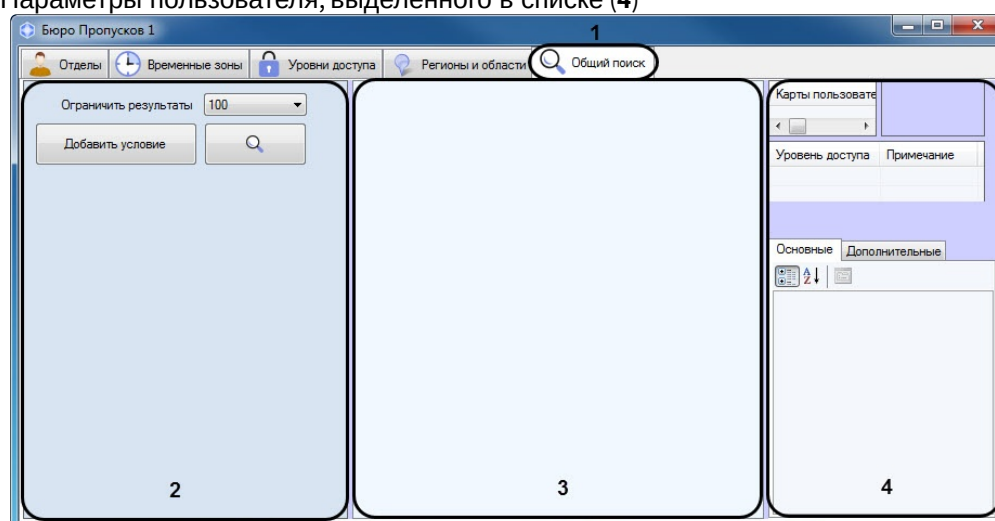 Параметры пользователя, выделенного в списке (4)
Бюро Пропусков 1
1
Отделы Временные зоны Уровни доступа Регионы и области Общий поиск
Ограничить результаты 100
Добавить условие
Карты пользовате
Уровень доступа Примечание
Основные Дополнительные
2
3
4